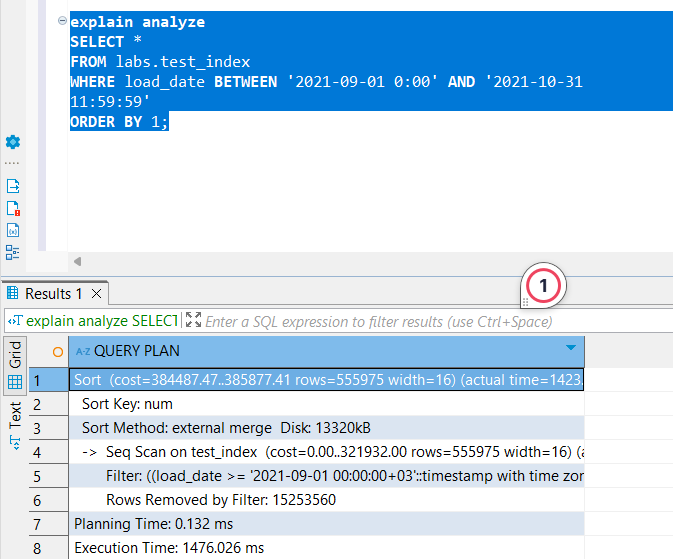 explain analyze
SELECT *
FROM labs.test_index
WHERE load_date BETWEEN '2021-09-01 0:00' AND '2021-10-31
11:59:59'
ORDER BY 1;
1
Results 1
explain analyze SELECT Enter a SQL expression to filter results (use Ctrl+Space)
Grid
Text
A-Z QUERY PLAN
1 Sort (cost=384487.47..385877.41 rows=555975 width=16) (actual time=1423
2 Sort Key: num
3 Sort Method: external merge Disk: 13320kB
4 -> Seq Scan on test_index (cost=0.00..321932.00 rows=555975 width=16) (a
5 Filter: ((load_date >= '2021-09-01 00:00:00+03'::timestamp with time zon
6 Rows Removed by Filter: 15253560
7 Planning Time: 0.132 ms
8 Execution Time: 1476.026 ms